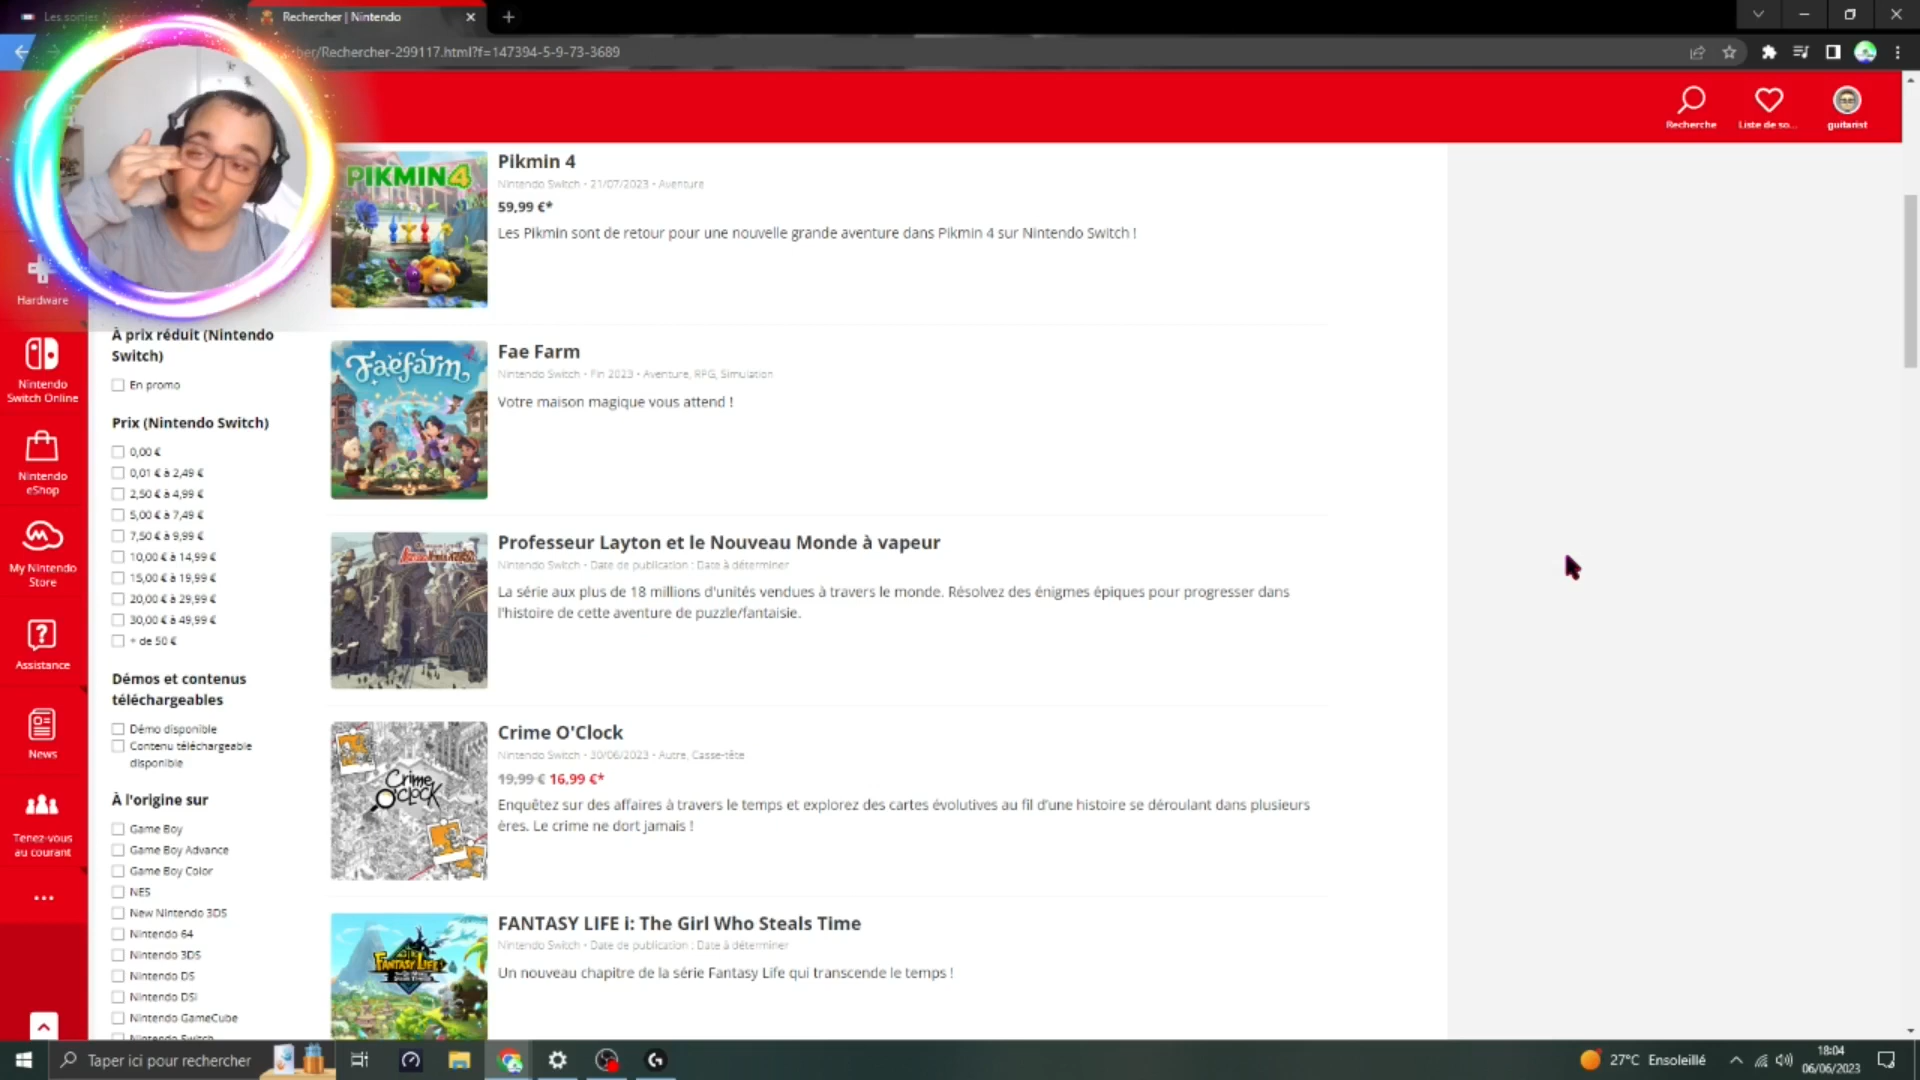 Les sorties
Rechercher | Nintendo
ber/Rechercher-299117.html?f=147394-5-9-73-3689
Recherche
Liste de so...
guitarist
Hardware
Nintendo
Switch Online
Nintendo
eShop
My Nintendo
Store
Assistance
News
Tenez-vous
au courant
À prix réduit (Nintendo
Switch)
En promo
Prix (Nintendo Switch)
0,00 €
0,01 € à 2,49 €
2,50 € à 4,99 €
5,00 € à 7,49 €
7,50 € à 9,99 €
10,00 € à 14,99 €
15,00 € à 19,99 €
20,00 € à 29,99 €
30,00 € à 49,99 €
+ de 50 €
Démos et contenus
téléchargeables
Démo disponible
Contenu téléchargeable
disponible
À l'origine sur
Game Boy
Game Boy Advance
Game Boy Color
NES
New Nintendo 3DS
Nintendo 64
Nintendo 3DS
Nintendo DS
Nintendo DSi
Nintendo GameCube
Nintendo Switch
PIKMIN 4
Pikmin 4
Nintendo Switch • 21/07/2023 • Aventure
59,99 €*
Les Pikmin sont de retour pour une nouvelle grande aventure dans Pikmin 4 sur Nintendo Switch !
Faefarm
Fae Farm
Nintendo Switch • Fin 2023 • Aventure, RPG, Simulation
Votre maison magique vous attend !
Professeur Layton et le Nouveau Monde à vapeur
Nintendo Switch • Date de publication : Date à déterminer
La série aux plus de 18 millions d'unités vendues à travers le monde. Résolvez des énigmes épiques pour progresser dans
l'histoire de cette aventure de puzzle/fantaisie.
Crime
O'CLOCK
Crime O'Clock
Nintendo Switch • 30/06/2023 • Autre, Casse-tête
19,99 € 16,99 €*
Enquêtez sur des affaires à travers le temps et explorez des cartes évolutives au fil d'une histoire se déroulant dans plusieurs
ères. Le crime ne dort jamais !
FANTASY LIFE i
FANTASY LIFE i: The Girl Who Steals Time
Nintendo Switch • Date de publication : Date à déterminer
Un nouveau chapitre de la série Fantasy Life qui transcende le temps !
Taper ici pour rechercher
27°C Ensoleillé
18:04
06/06/2023